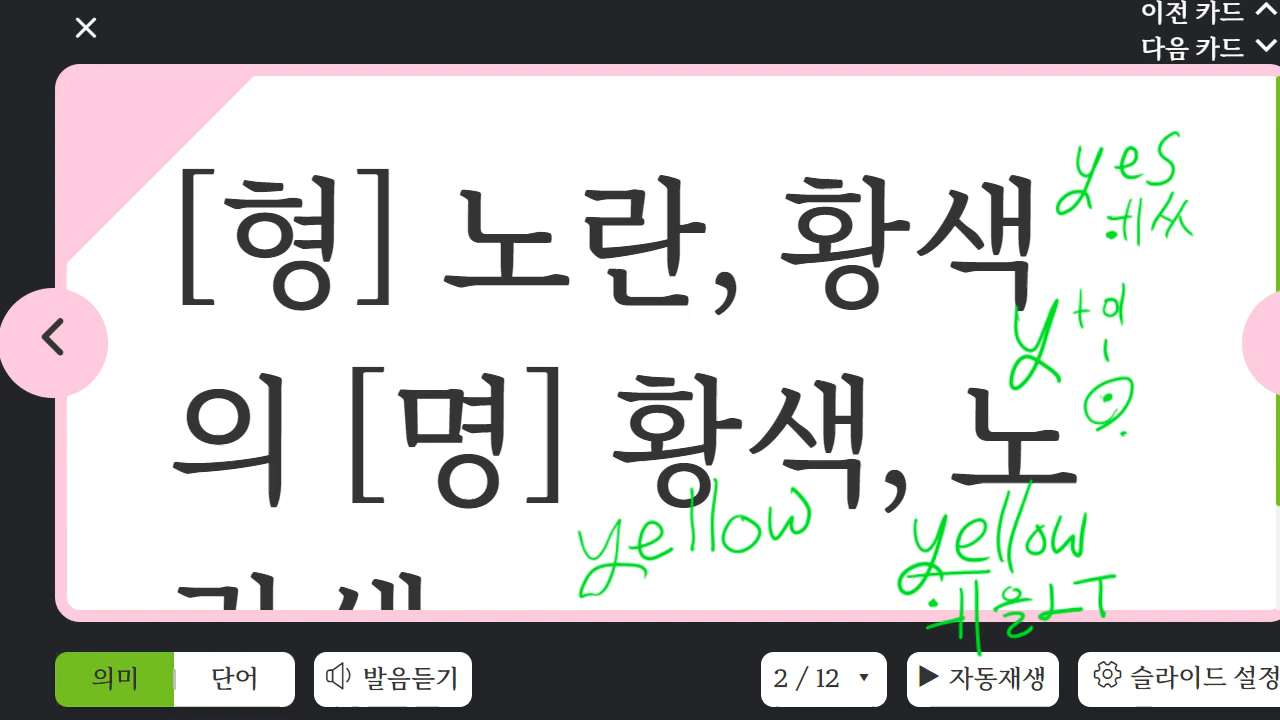 이전 카드
다음 카드
[형] 노란, 황색
의 [명] 황색, 노
란색
yes
y
yellow
yellow
의미
단어
발음듣기
2 / 12
자동재생
슬라이드 설정